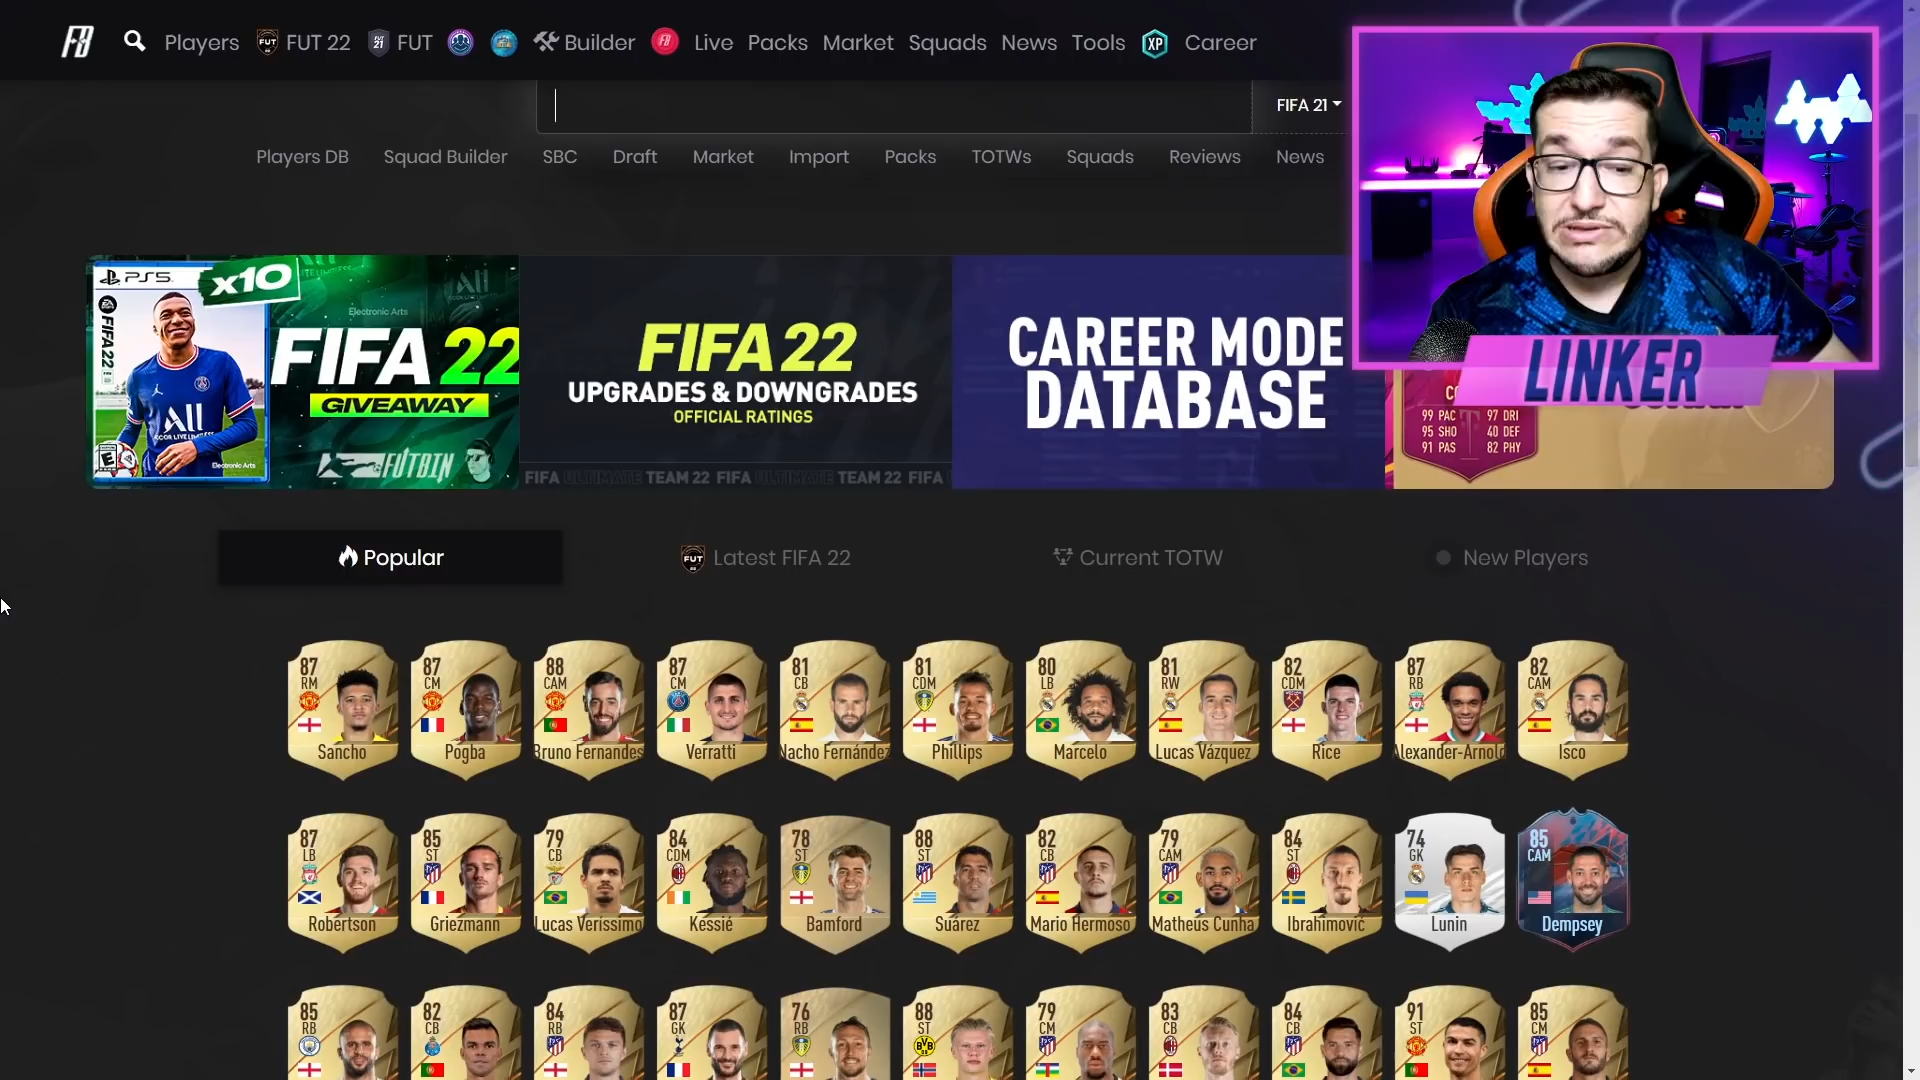 FB Players FUT 22 FUT Builder Live Packs Market Squads News Tools XP Career
FIFA 21
Players DB Squad Builder SBC Draft Market Import Packs TOTWs Squads Reviews News
LINKER
PS5 x10
Electronic Arts
FIFA 22
GIVEAWAY
FUTBIN
FIFA 22
UPGRADES & DOWNGRADES
OFFICIAL RATINGS
FIFA ULTIMATE TEAM 22 FIFA ULTIMATE TEAM 22 FIFA
CAREER MODE
DATABASE
99 PAC 97 DRI
95 SHO 40 DEF
91 PAS 82 PHY
Popular Latest FIFA 22 Current TOTW New Players
87 RM Sancho
87 CM Pogba
88 CAM Bruno Fernandes
87 CM Verratti
81 CB Nacho Fernández
81 CDM Phillips
80 LB Marcelo
81 RW Lucas Vázquez
82 CDM Rice
87 RB Alexander-Arnold
82 CAM Isco
87 LB Robertson
85 ST Griezmann
79 CB Lucas Veríssimo
84 CDM Kessié
78 ST Bamford
88 ST Suárez
82 CB Mario Hermoso
79 CAM Matheus Cunha
84 ST Ibrahimović
74 GK Lunin
85 CAM Dempsey
85 RB
82 CB
84 RB
87 GK
76 RB
88 ST
79 CM
83 CB
84 CB
91 ST
85 CM